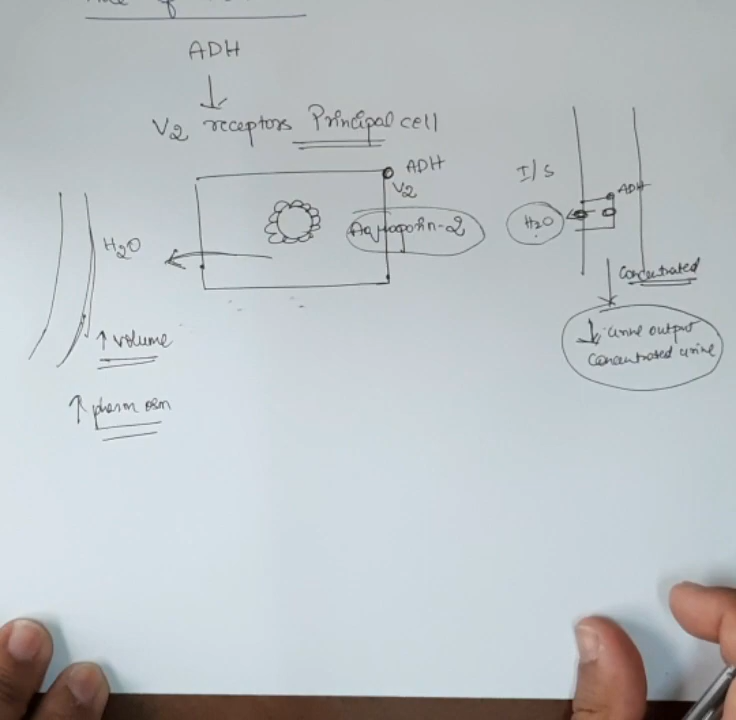 ADH
↓
V2 receptors Principal cell
ADH
V2
Aquaporin-2
H2O
↑ volume
↑ plasm osm
I/S
ADH
H2O
Concentrated
↓ urine output
Concentrated urine